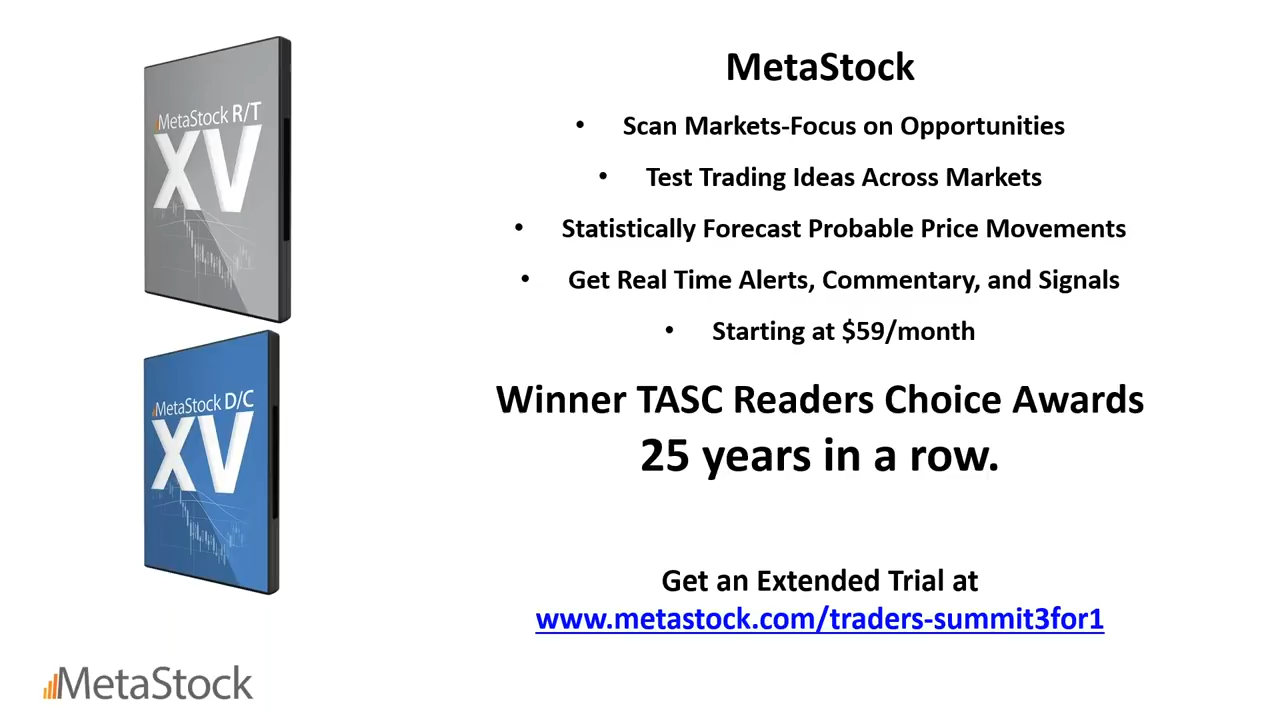 MetaStock R/T
XV
MetaStock D/C
XV
MetaStock
• Scan Markets-Focus on Opportunities
• Test Trading Ideas Across Markets
• Statistically Forecast Probable Price Movements
• Get Real Time Alerts, Commentary, and Signals
• Starting at $59/month
Winner TASC Readers Choice Awards
25 years in a row.
Get an Extended Trial at
www.metastock.com/traders-summit3for1
MetaStock